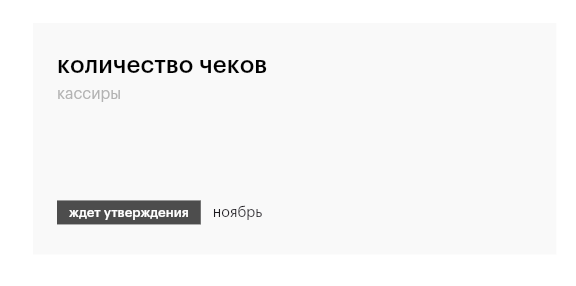 количество чеков
кассиры
ждет утверждения ноябрь